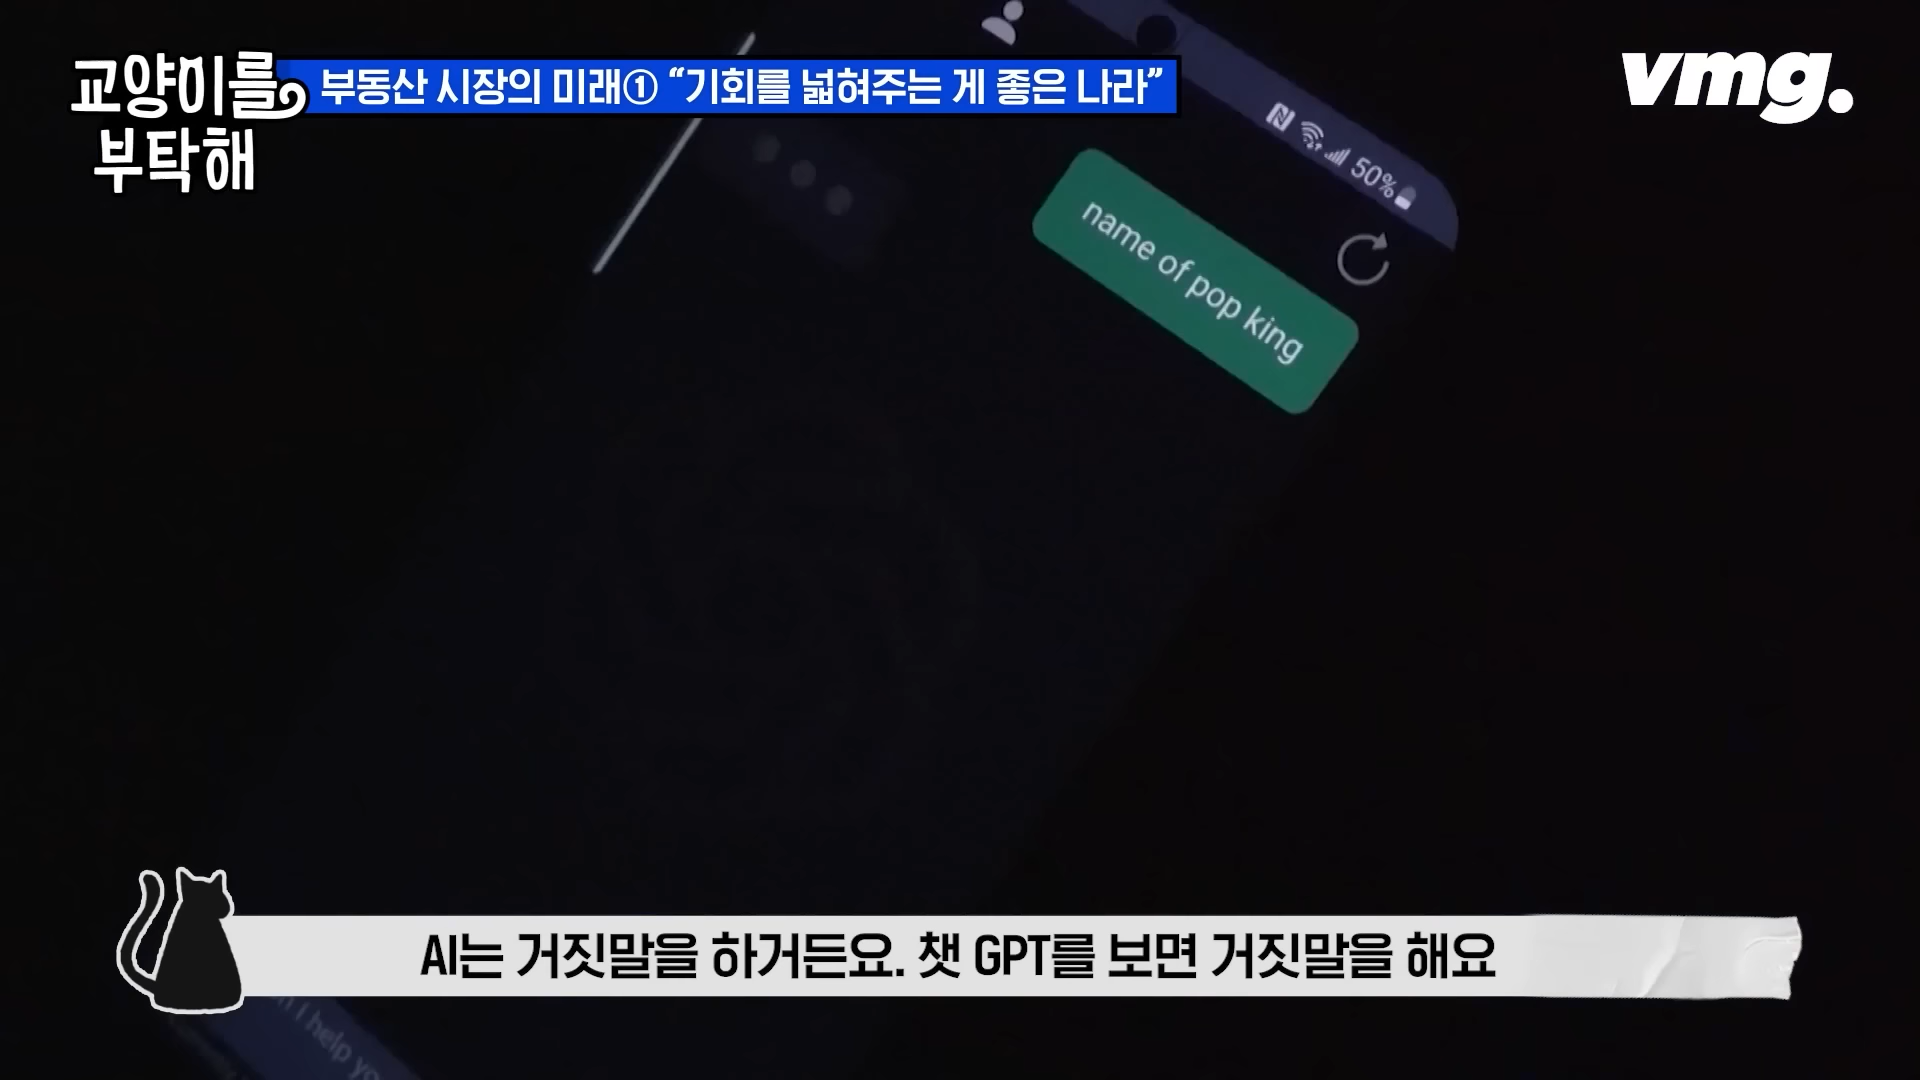 교양이를
부탁해
부동산 시장의 미래① “기회를 넓혀주는 게 좋은 나라”
vmg.
50%
name of pop king
AI는 거짓말을 하거든요. 챗 GPT를 보면 거짓말을 해요
I help